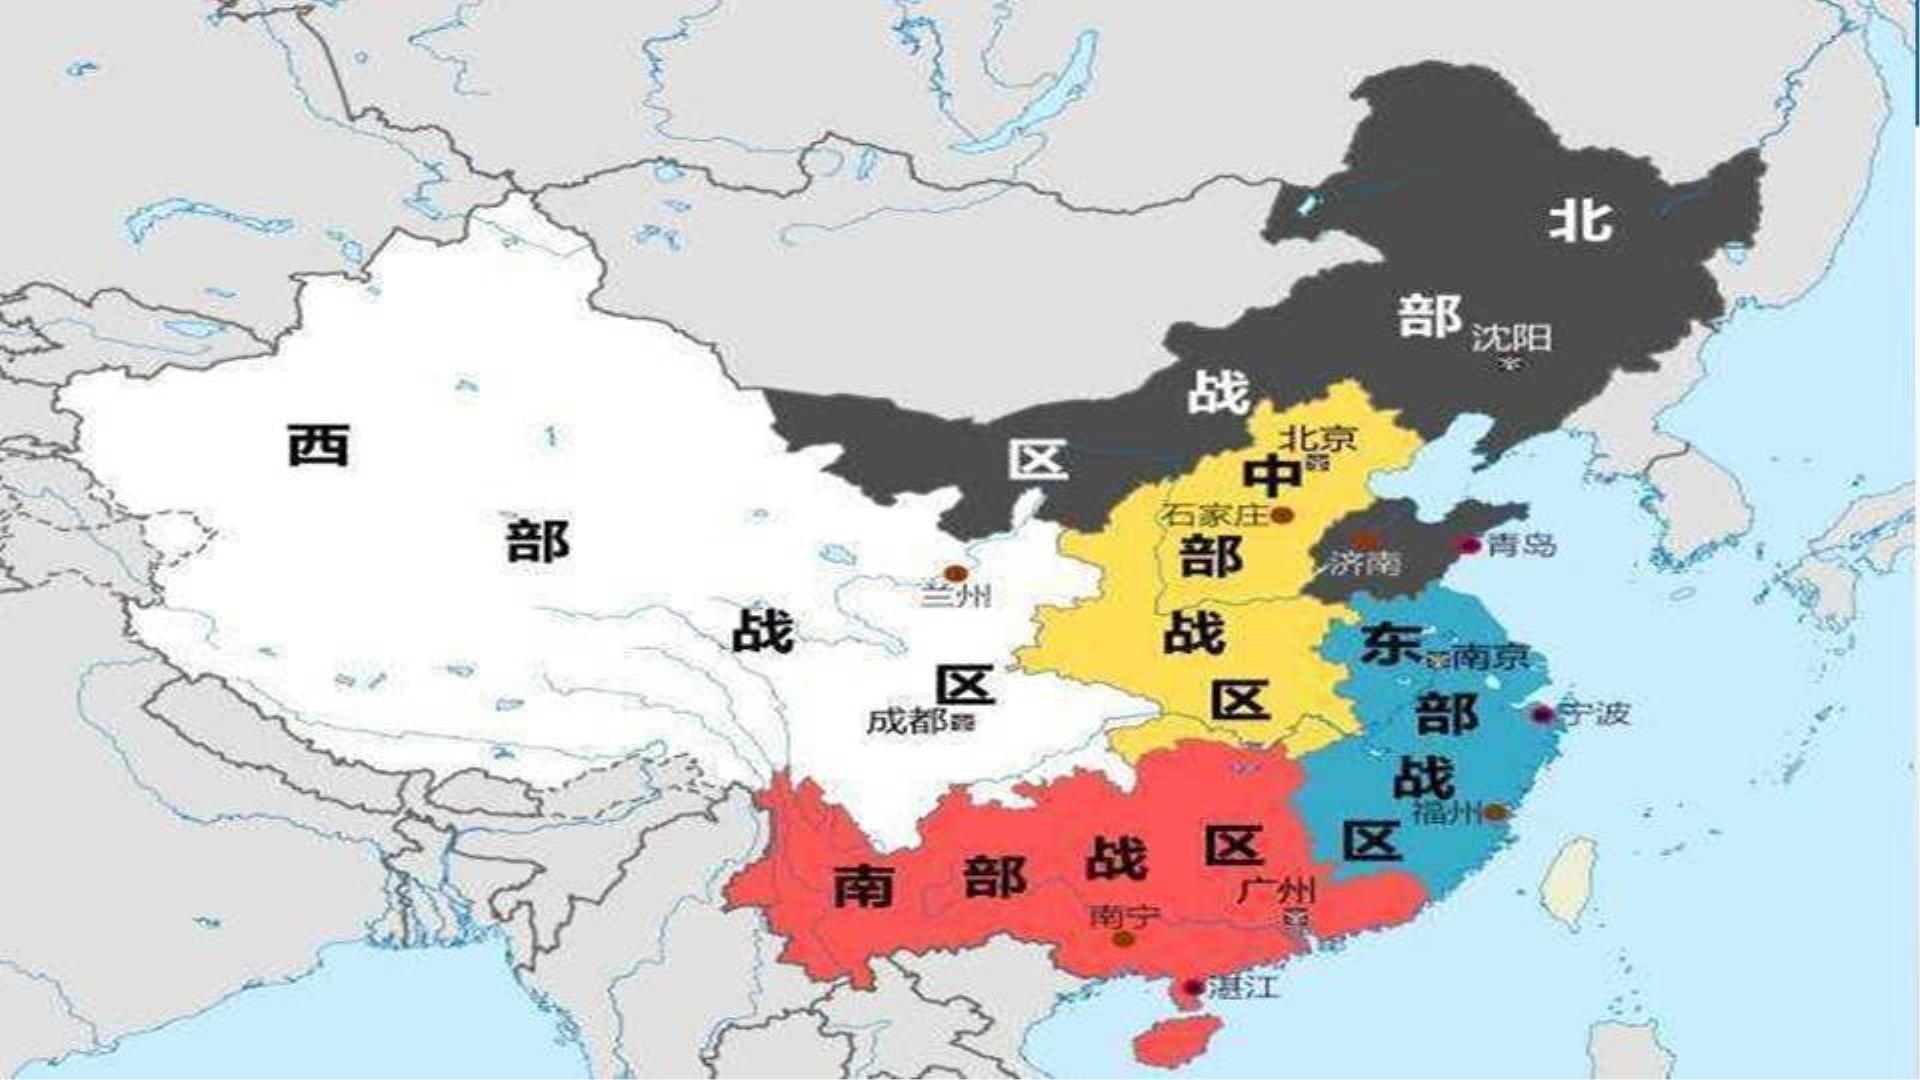 北
部
战
区
沈阳
北京
中
部
战
区
石家庄
济南
青岛
西
部
战
区
兰州
成都
东
部
战
区
南京
宁波
福州
南
部
战
区
广州
南宁
湛江